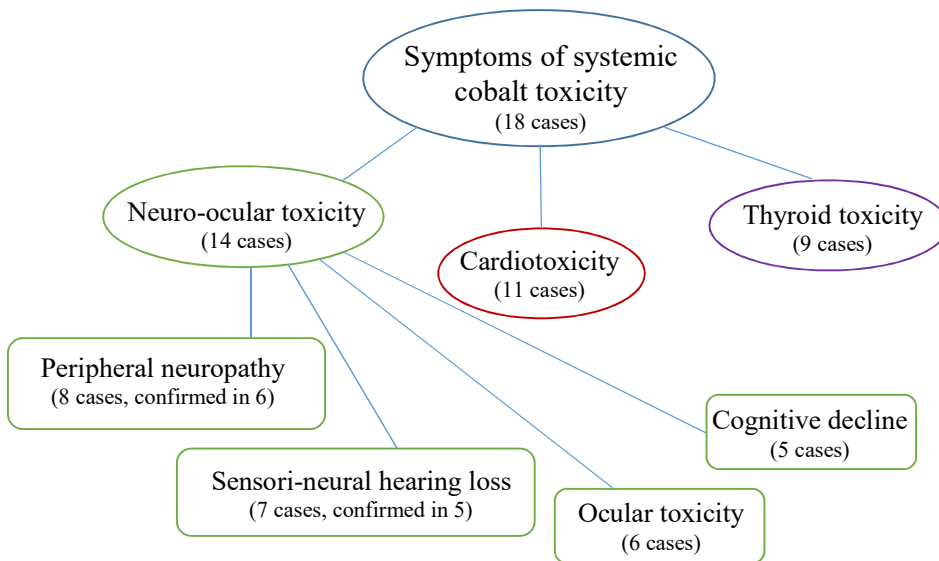 Symptoms of systemic
cobalt toxicity
(18 cases)
Neuro-ocular toxicity
(14 cases)
Cardiotoxicity
(11 cases)
Thyroid toxicity
(9 cases)
Peripheral neuropathy
(8 cases, confirmed in 6)
Sensori-neural hearing loss
(7 cases, confirmed in 5)
Ocular toxicity
(6 cases)
Cognitive decline
(5 cases)